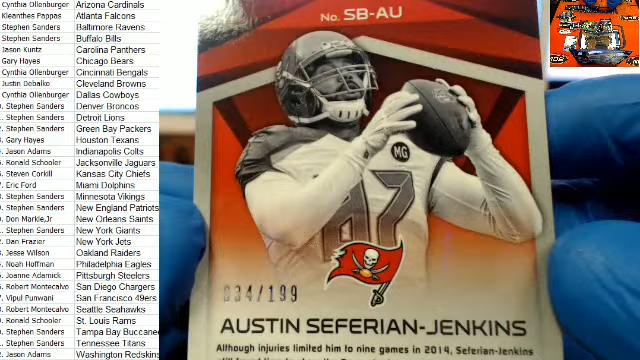 Cynthia Ollenburger Arizona Cardinals
Kleanthes Pappas Atlanta Falcons
Stephen Sanders Baltimore Ravens
Stephen Sanders Buffalo Bills
Jason Kuntz Carolina Panthers
Gary Hayes Chicago Bears
Cynthia Ollenburger Cincinnati Bengals
Justin Debalko Cleveland Browns
Cynthia Ollenburger Dallas Cowboys
Stephen Sanders Denver Broncos
Stephen Sanders Detroit Lions
Stephen Sanders Green Bay Packers
Gary Hayes Houston Texans
Jason Adams Indianapolis Colts
Ronald Schooler Jacksonville Jaguars
Steven Corkill Kansas City Chiefs
Eric Ford Miami Dolphins
Stephen Sanders Minnesota Vikings
Stephen Sanders New England Patriots
Don Markle,Jr New Orleans Saints
Stephen Sanders New York Giants
Dan Frazier New York Jets
Jesse Wilson Oakland Raiders
Noah Hoffman Philadelphia Eagles
Joanne Adamick Pittsburgh Steelers
Robert Montecalvo San Diego Chargers
Vipul Punwani San Francisco 49ers
Robert Montecalvo Seattle Seahawks
Ronald Schooler St. Louis Rams
Stephen Sanders Tampa Bay Buccanee
Stephen Sanders Tennessee Titans
Jason Adams Washington Redskins
No. SB-AU
MG
87
034/199
AUSTIN SEFERIAN-JENKINS
Although injuries limited him to nine games in 2014, Seferian-Jenkins